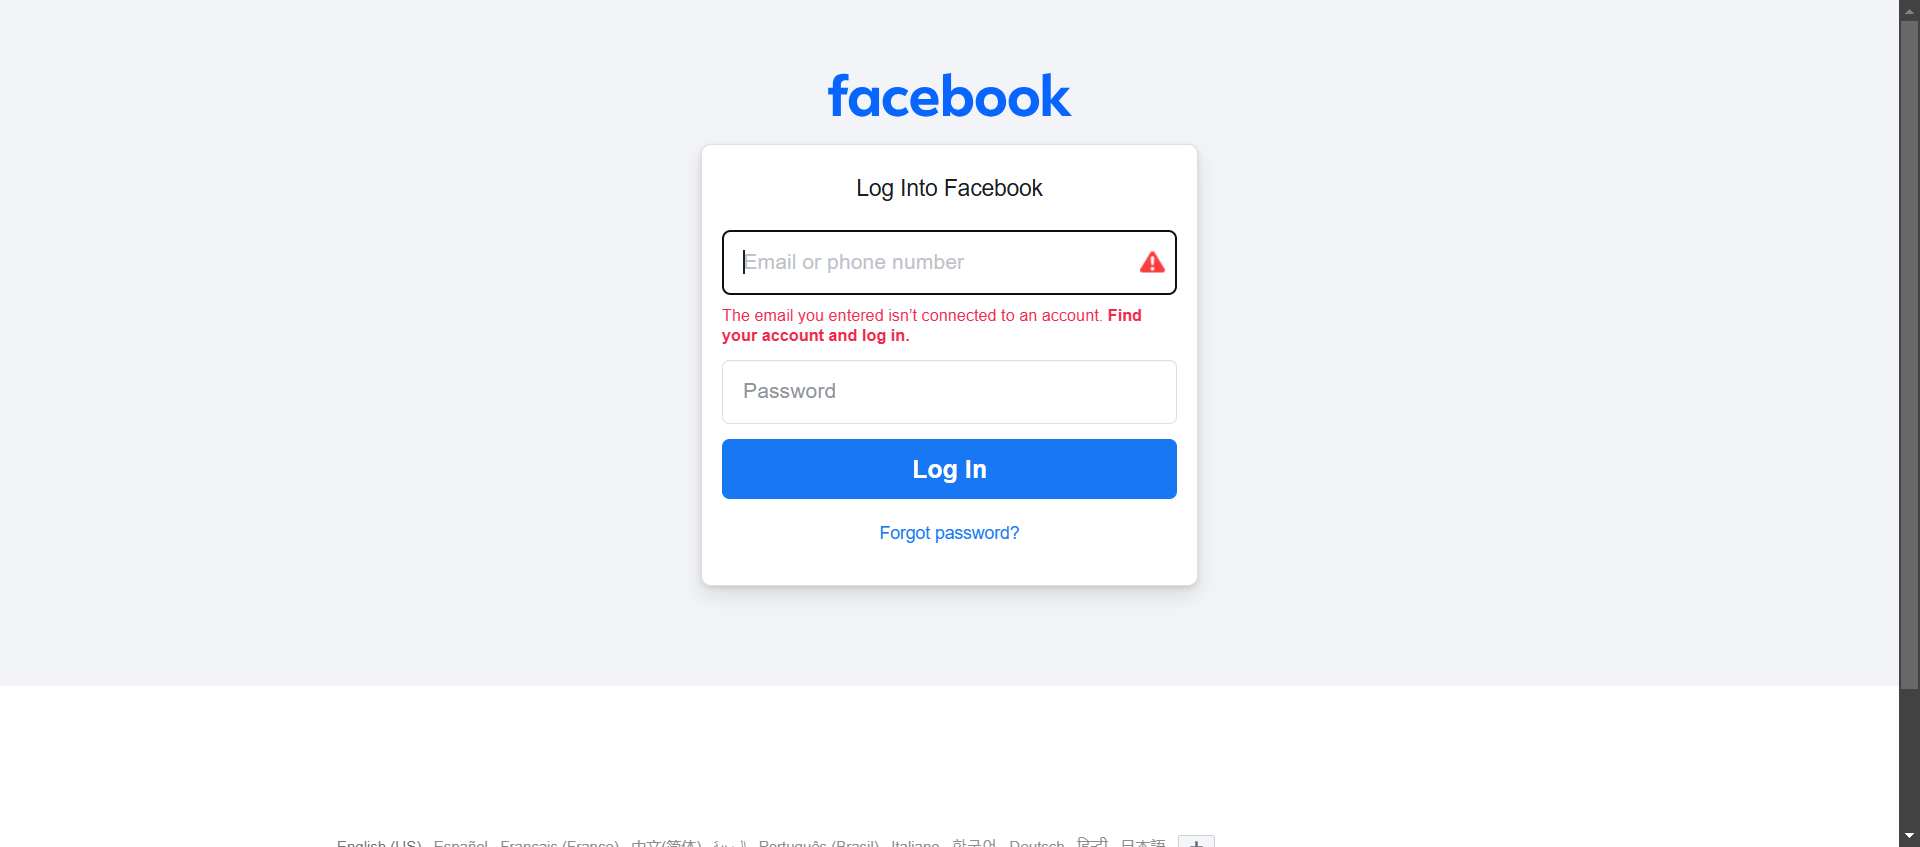 facebook
Log Into Facebook
Email or phone number
The email you entered isn't connected to an account. Find
your account and log in.
Password
Log In
Forgot password?
English (US) Español Français (France) 中文(简体) العربية Português (Brasil) Italiano 한국어 Deutsch हिन्दी 日本語